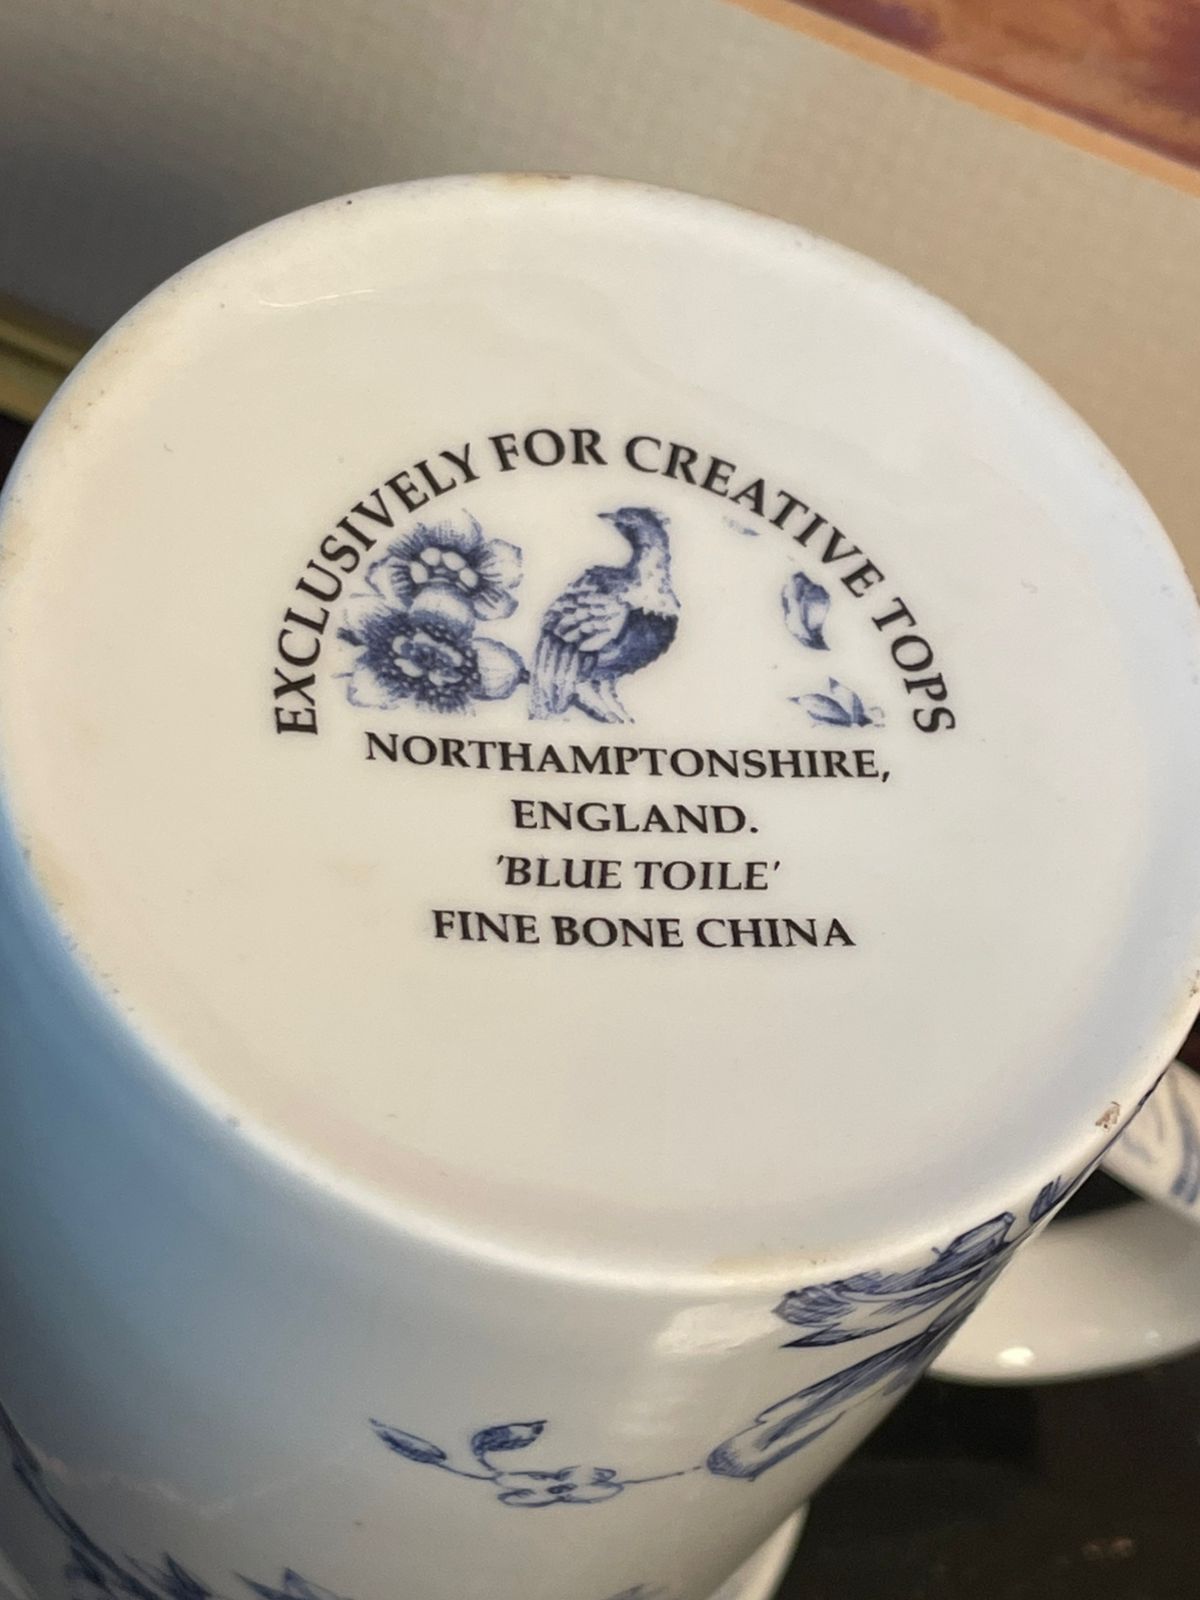 EXCLUSIVELY FOR CREATIVE TOPS
NORTHAMPTONSHIRE,
ENGLAND.
'BLUE TOILE'
FINE BONE CHINA